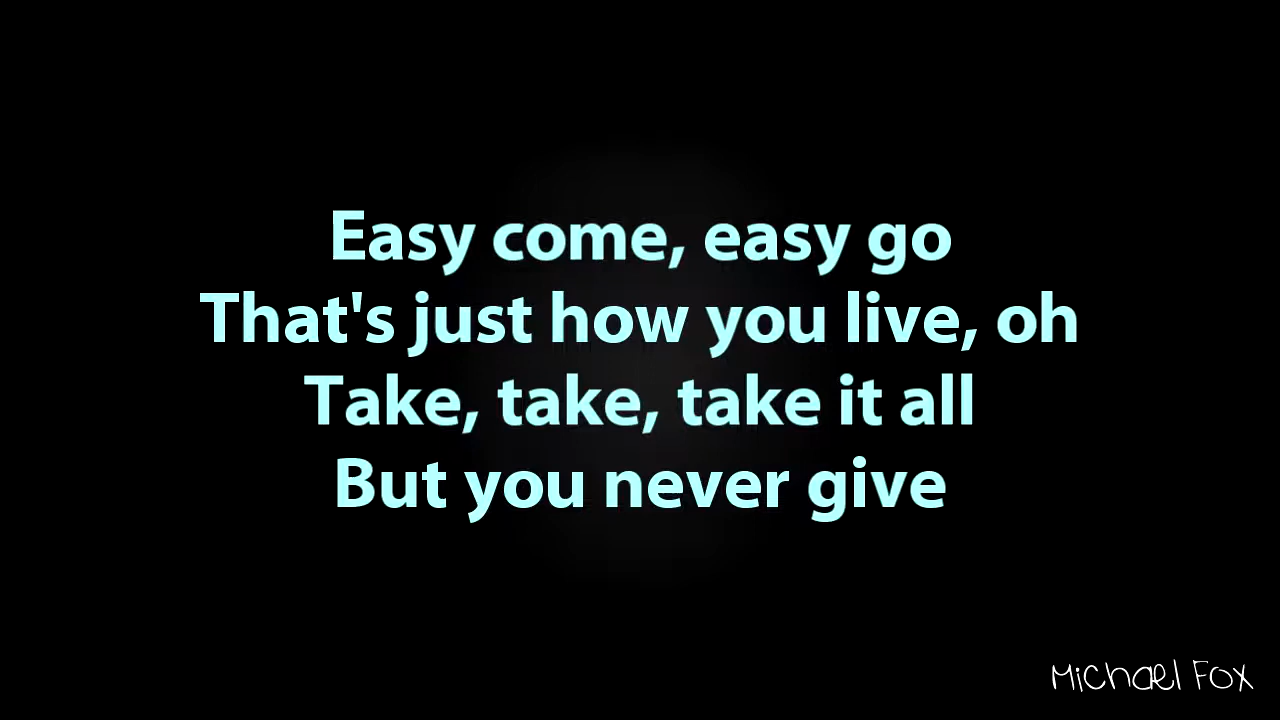 Easy come, easy go
That's just how you live, oh
Take, take, take it all
But you never give
Michael Fox